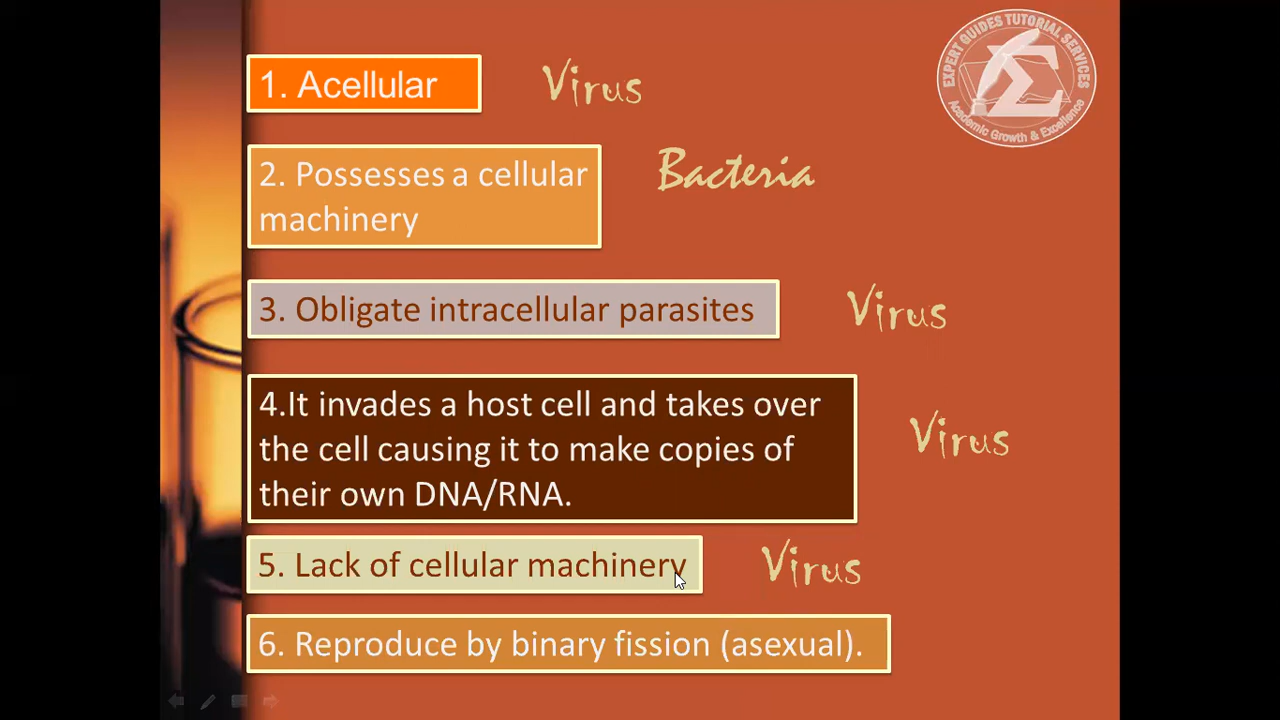 EXPERT GUIDES TUTORIAL SERVICES
Academic Growth & Excellence
1. Acellular
Virus
2. Possesses a cellular
machinery
Bacteria
3. Obligate intracellular parasites
Virus
4.It invades a host cell and takes over
the cell causing it to make copies of
their own DNA/RNA.
Virus
5. Lack of cellular machinery
Virus
6. Reproduce by binary fission (asexual).